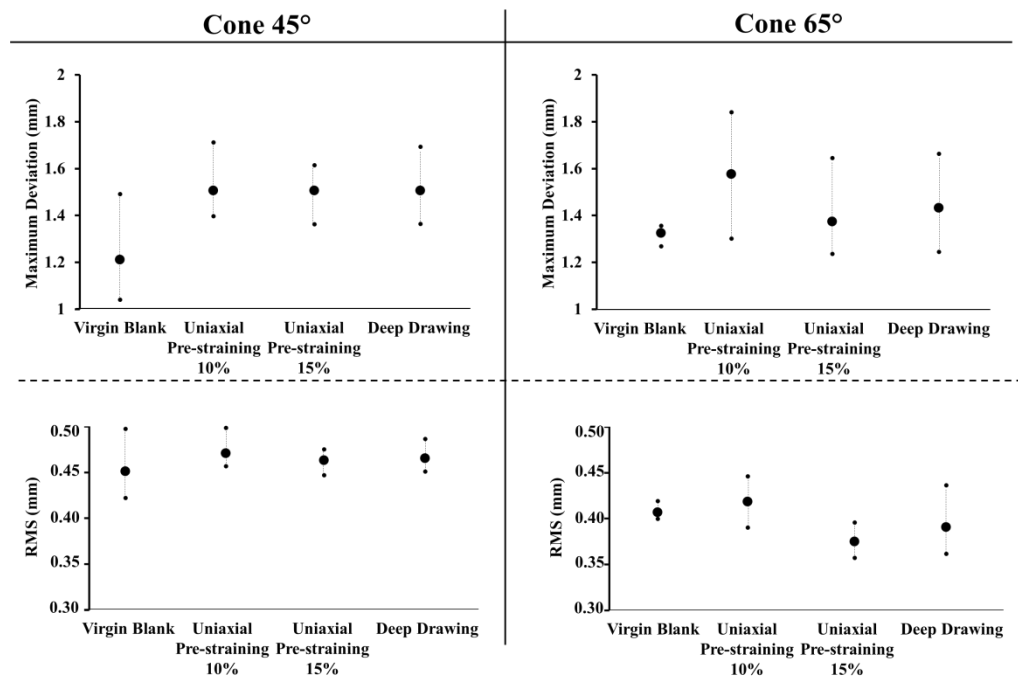 Cone 45°
Cone 65°
Maximum Deviation (mm)
2
1.8
1.6
1.4
1.2
1
Virgin Blank
Uniaxial
Pre-straining
10%
Uniaxial
Pre-straining
15%
Deep Drawing
Maximum Deviation (mm)
2
1.8
1.6
1.4
1.2
1
Virgin Blank
Uniaxial
Pre-straining
10%
Uniaxial
Pre-straining
15%
Deep Drawing
RMS (mm)
0.50
0.45
0.40
0.35
0.30
Virgin Blank
Uniaxial
Pre-straining
10%
Uniaxial
Pre-straining
15%
Deep Drawing
RMS (mm)
0.50
0.45
0.40
0.35
0.30
Virgin Blank
Uniaxial
Pre-straining
10%
Uniaxial
Pre-straining
15%
Deep Drawing